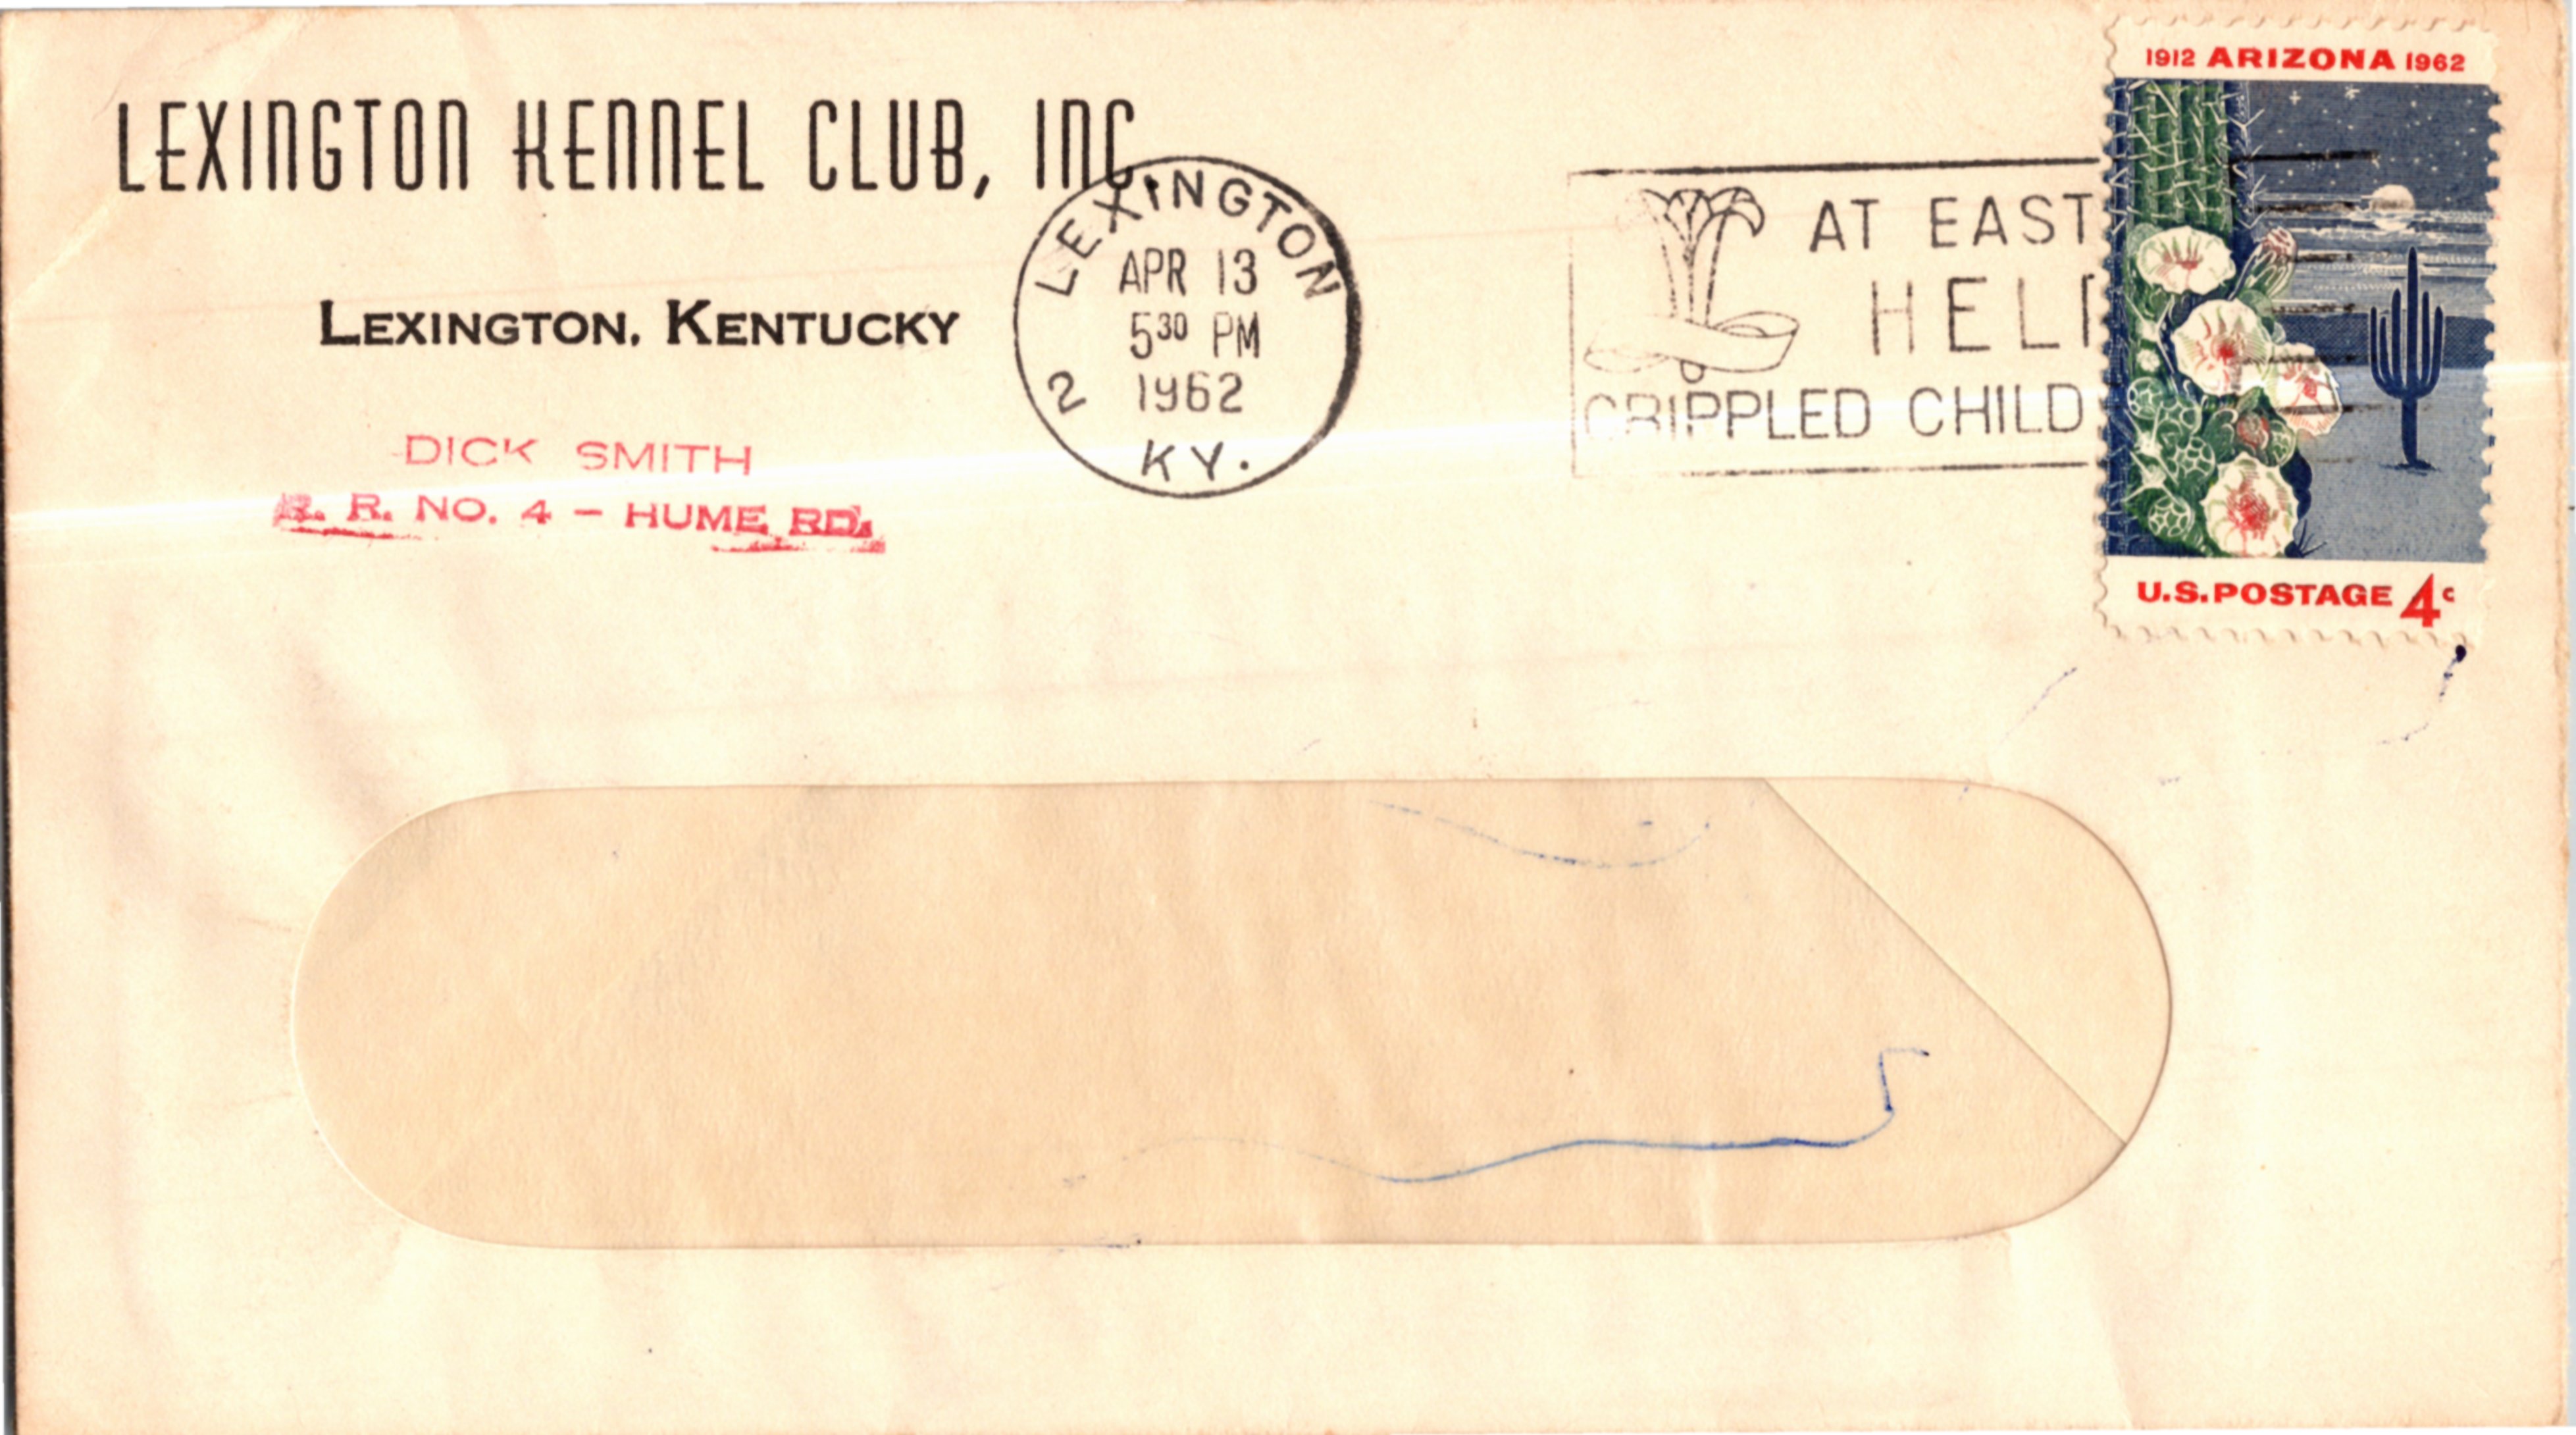 LEXINGTON KENNEL CLUB, INC.
LEXINGTON, KENTUCKY
DICK SMITH
R. R. NO. 4 – HUME RD.
LEXINGTON
APR 13
5 30 PM
1962
2
KY.
AT EAST
HELP
CRIPPLED CHILD
1912 ARIZONA 1962
U.S. POSTAGE 4c